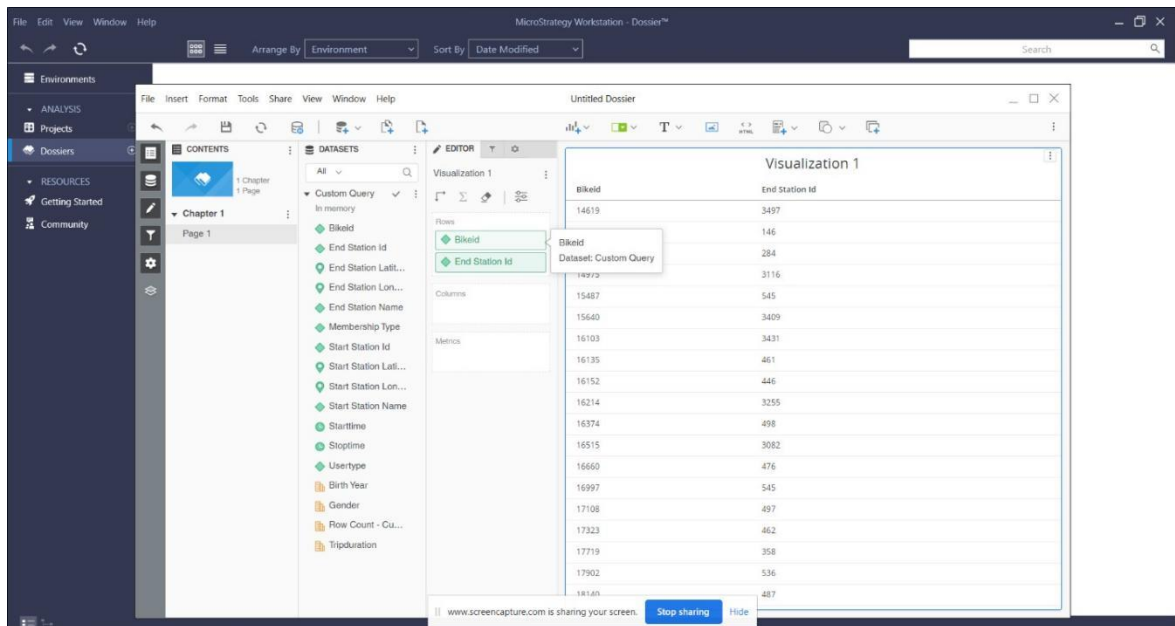 File Edit View Window Help
MicroStrategy Workstation - Dossier™
Arrange By Environment
Sort By Date Modified
Search
Environments
ANALYSIS
Projects
Dossiers
RESOURCES
Getting Started
Community
File Insert Format Tools Share View Window Help
Untitled Dossier
CONTENTS
1 Chapter
1 Page
Chapter 1
Page 1
DATASETS
All
Custom Query
In memory
Bikeid
End Station Id
End Station Latit...
End Station Lon...
End Station Name
Membership Type
Start Station Id
Start Station Lati...
Start Station Lon...
Start Station Name
Starttime
Stoptime
Usertype
Birth Year
Gender
Row Count - Cu...
Tripduration
EDITOR
Visualization 1
Rows
Bikeid
End Station Id
Columns
Metrics
Bikeid
Dataset: Custom Query
T
HTML
Visualization 1
Bikeid End Station Id
14619 3497
146
284
14975 3116
15487 545
15640 3409
16103 3431
16135 461
16152 446
16214 3255
16374 498
16515 3082
16660 476
16997 545
17108 497
17323 462
17719 358
17902 536
18140 487
www.screencapture.com is sharing your screen. Stop sharing Hide